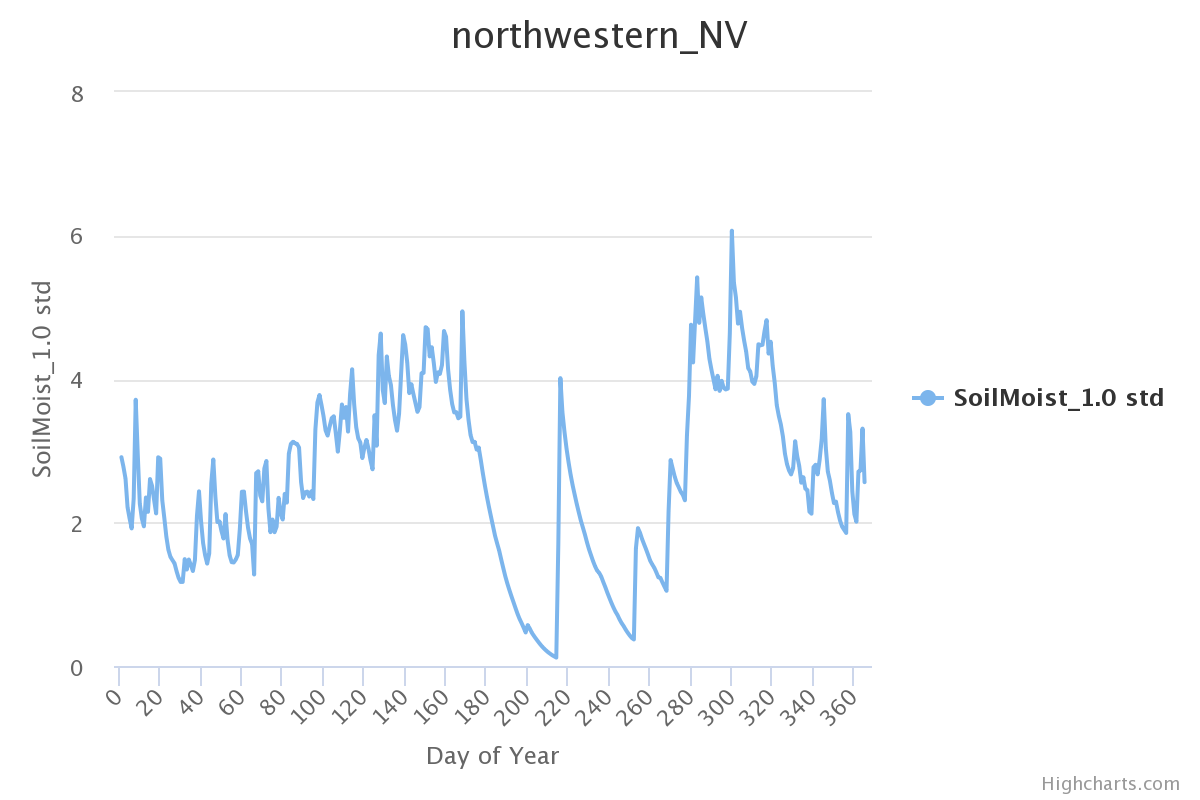 northwestern_NV
8
6
4
2
0
SoilMoist_1.0 std
0 20 40 60 80 100 120 140 160 180 200 220 240 260 280 300 320 340 360
Day of Year
SoilMoist_1.0 std
Highcharts.com